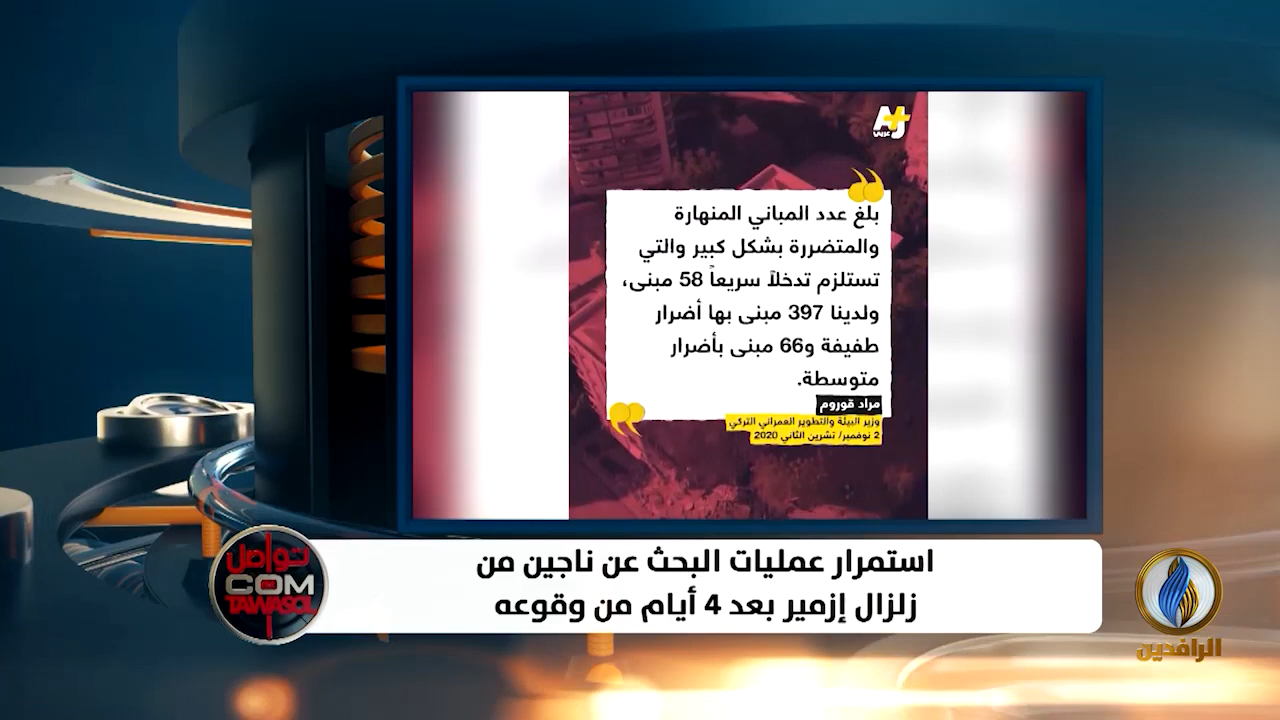 عربي
بلغ عدد المباني المنهارة
والمتضررة بشكل كبير والتي
تستلزم تدخلاً سريعاً 58 مبنى،
ولدينا 397 مبنى بها أضرار
طفيفة و66 مبنى بأضرار
متوسطة.
مراد قوروم
وزير البيئة والتطوير العمراني التركي
2 نوفمبر/ تشرين الثاني 2020
استمرار عمليات البحث عن ناجين من
زلزال إزمير بعد 4 أيام من وقوعه
تواصل
COM
TAWASOL
الرافدين